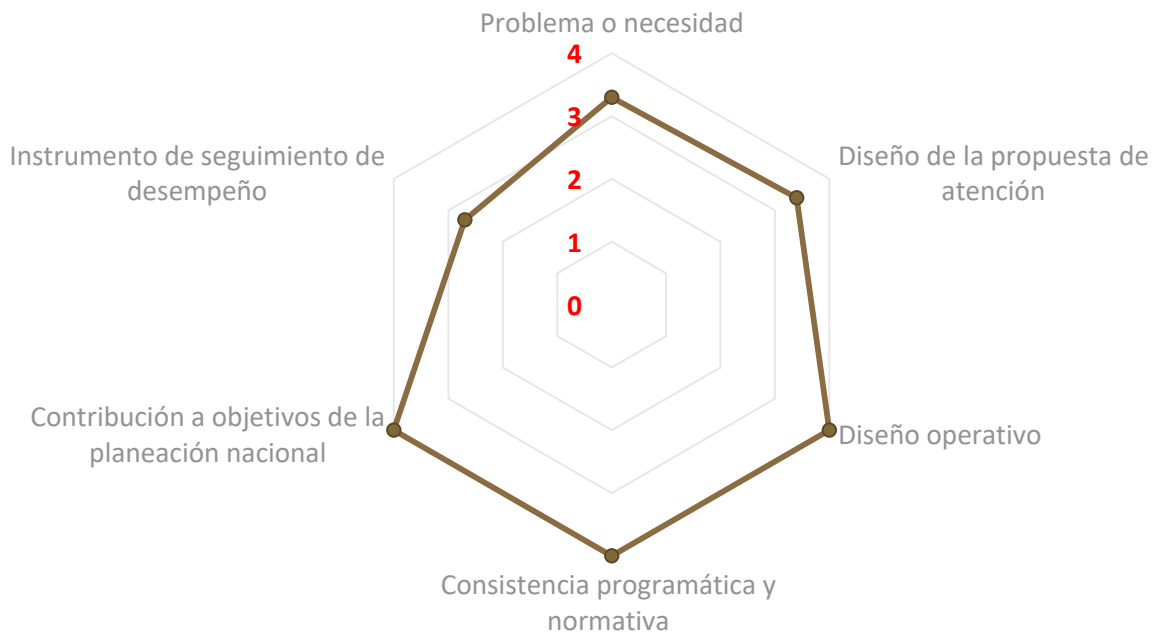 Problema o necesidad
4
3
2
1
0
Diseño de la propuesta de
atención
Diseño operativo
Consistencia programática y
normativa
Contribución a objetivos de la
planeación nacional
Instrumento de seguimiento de
desempeño